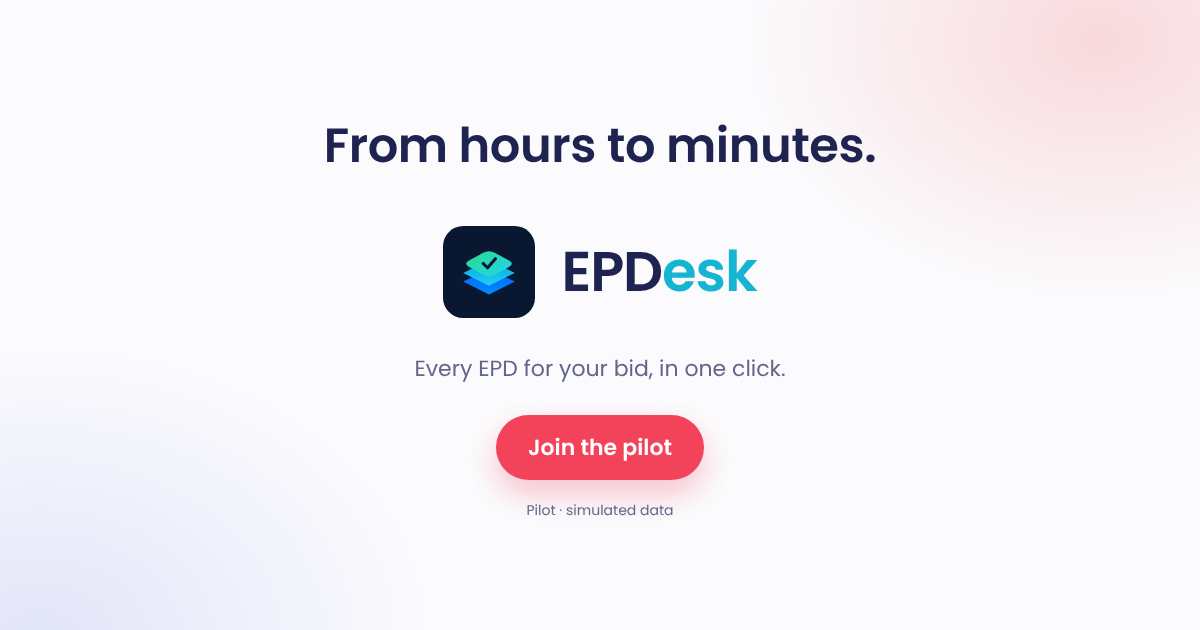 From hours to minutes.
EPDesk
Every EPD for your bid, in one click.
Join the pilot
Pilot · simulated data